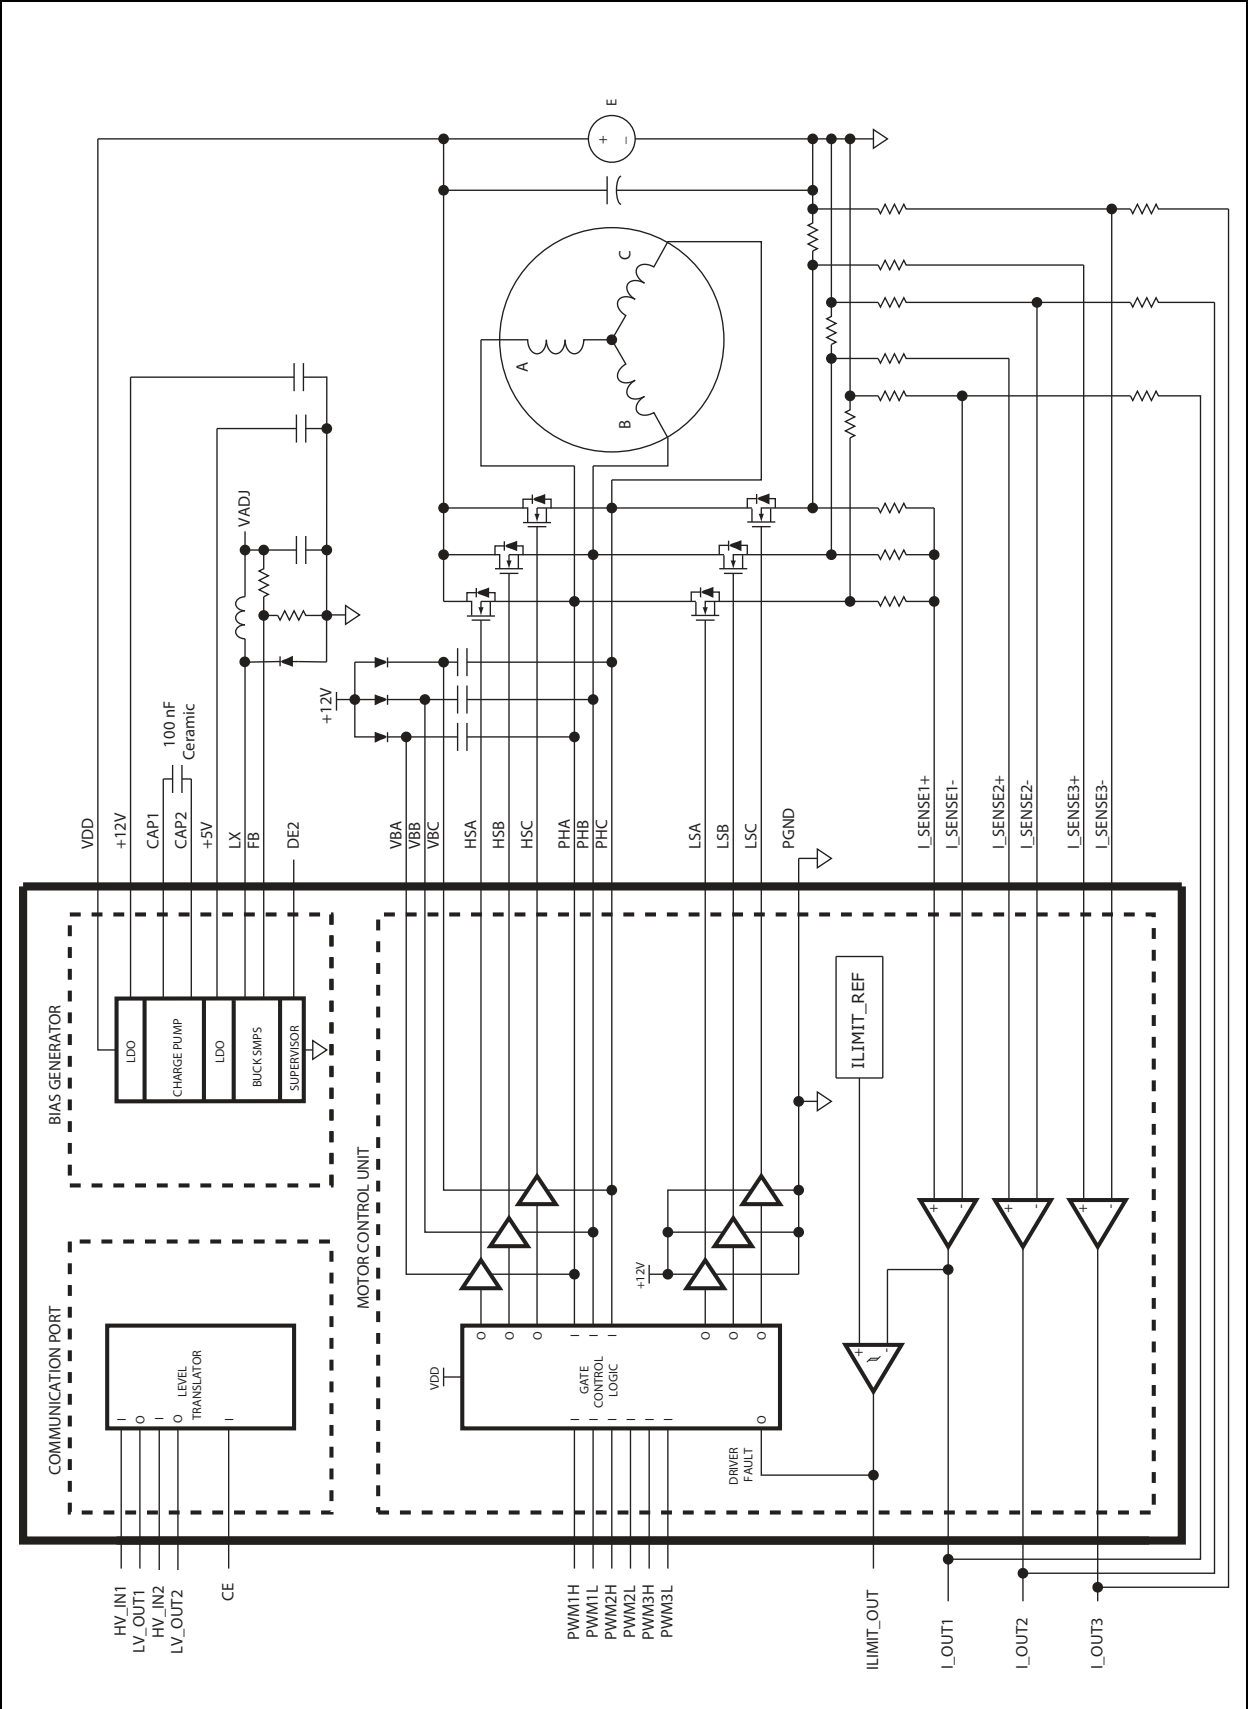 COMMUNICATION PORT
LEVEL
TRANSLATOR
I
O
I
O
I
HV_IN1
LV_OUT1
HV_IN2
LV_OUT2
CE
BIAS GENERATOR
LDO
CHARGE PUMP
LDO
BUCK SMPS
SUPERVISOR
VDD
+12V
CAP1
CAP2
+5V
LX
FB
DE2
100 nF
Ceramic
VADJ
MOTOR CONTROL UNIT
VDD
GATE
CONTROL
LOGIC
O
O
O
I
I
I
O
O
O
I
I
I
I
I
I
O
DRIVER
FAULT
+12V
PWM1H
PWM1L
PWM2H
PWM2L
PWM3H
PWM3L
VBA
VBB
VBC
HSA
HSB
HSC
PHA
PHB
PHC
LSA
LSB
LSC
PGND
+12V
A
B
C
+
-
E
ILIMIT_REF
+
-
+
-
+
-
+
-
ILIMIT_OUT
I_OUT1
I_OUT2
I_OUT3
I_SENSE1+
I_SENSE1-
I_SENSE2+
I_SENSE2-
I_SENSE3+
I_SENSE3-